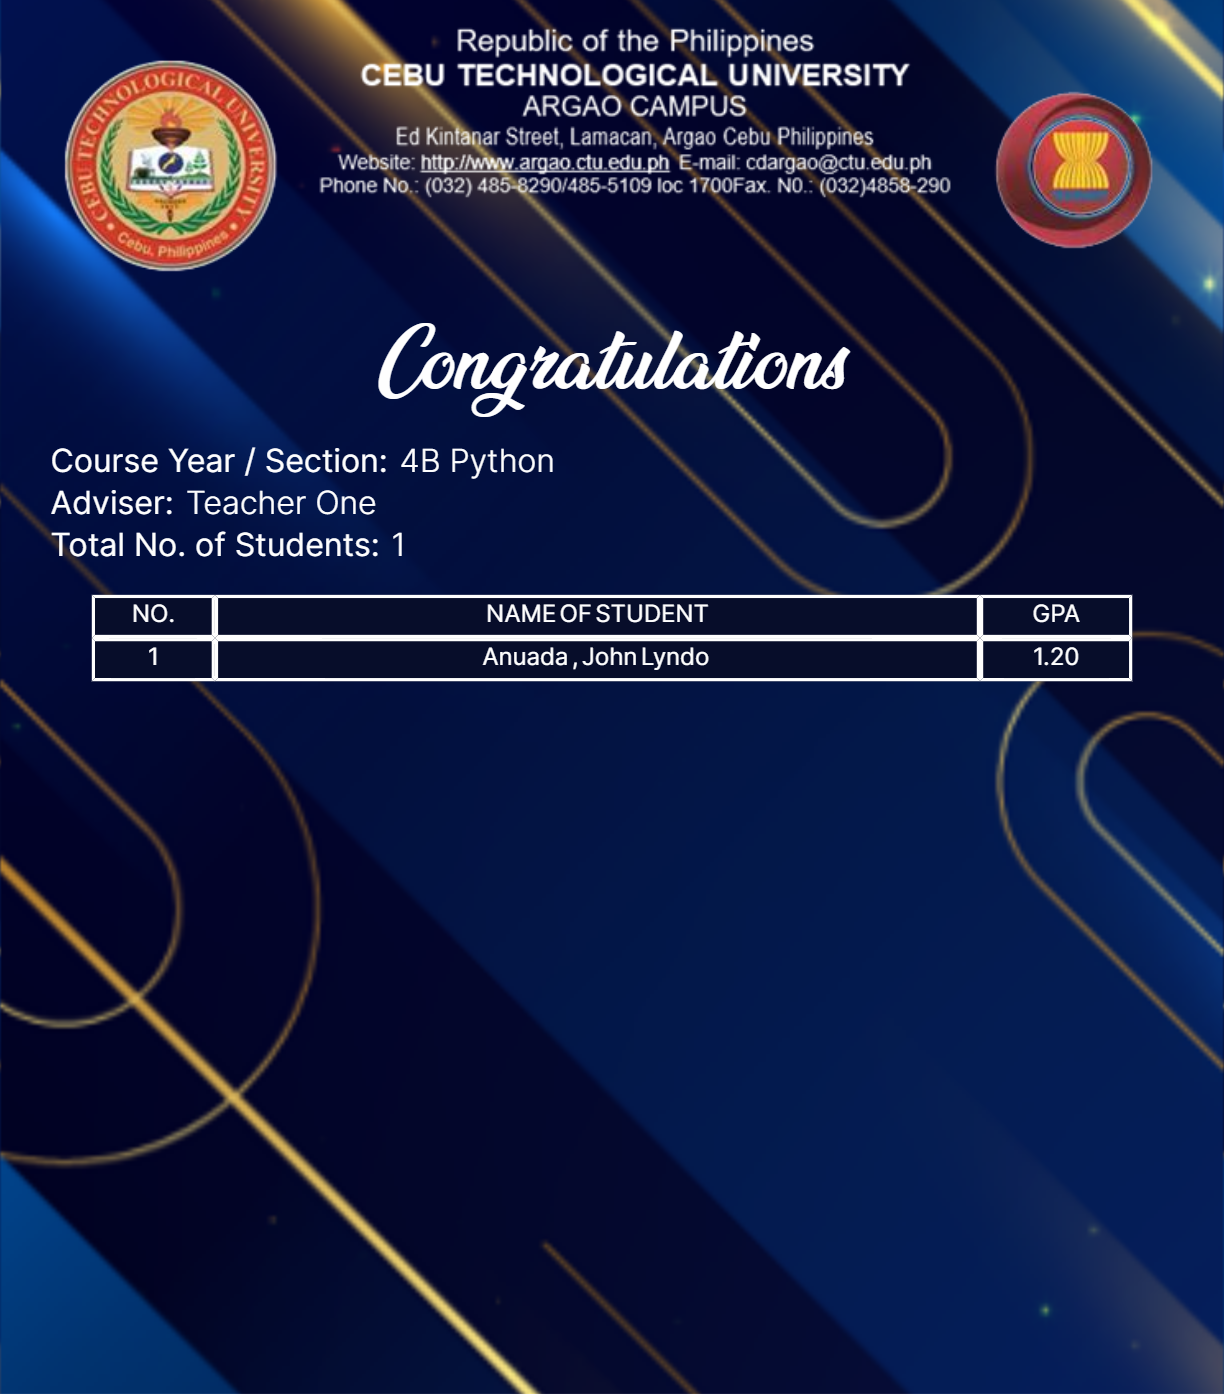 Republic of the Philippines
CEBU TECHNOLOGICAL UNIVERSITY
ARGAO CAMPUS
Ed Kintanar Street, Lamacan, Argao Cebu Philippines
Website: http://www.argao.ctu.edu.ph E-mail: cdargao@ctu.edu.ph
Phone No.: (032) 485-8290/485-5109 loc 1700Fax. N0.: (032)4858-290
CEBU TECHNOLOGICAL UNIVERSITY
Cebu, Philippines
Congratulations
Course Year / Section: 4B Python
Adviser: Teacher One
Total No. of Students: 1
NO. NAME OF STUDENT GPA
1 Anuada , John Lyndo 1.20